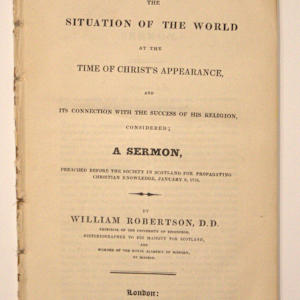 THE
SITUATION OF THE WORLD
AT THE
TIME OF CHRIST'S APPEARANCE,
AND
ITS CONNECTION WITH THE SUCCESS OF HIS RELIGION,
CONSIDERED;
A SERMON,
PREACHED BEFORE THE SOCIETY IN SCOTLAND FOR PROPAGATING
CHRISTIAN KNOWLEDGE, JANUARY 6, 1755,
BY
WILLIAM ROBERTSON, D.D.
PRINCIPAL OF THE UNIVERSITY OF EDINBURGH,
HISTORIOGRAPHER TO HIS MAJESTY FOR SCOTLAND,
AND
MEMBER OF THE ROYAL ACADEMY OF HISTORY,
AT MADRID.
London: